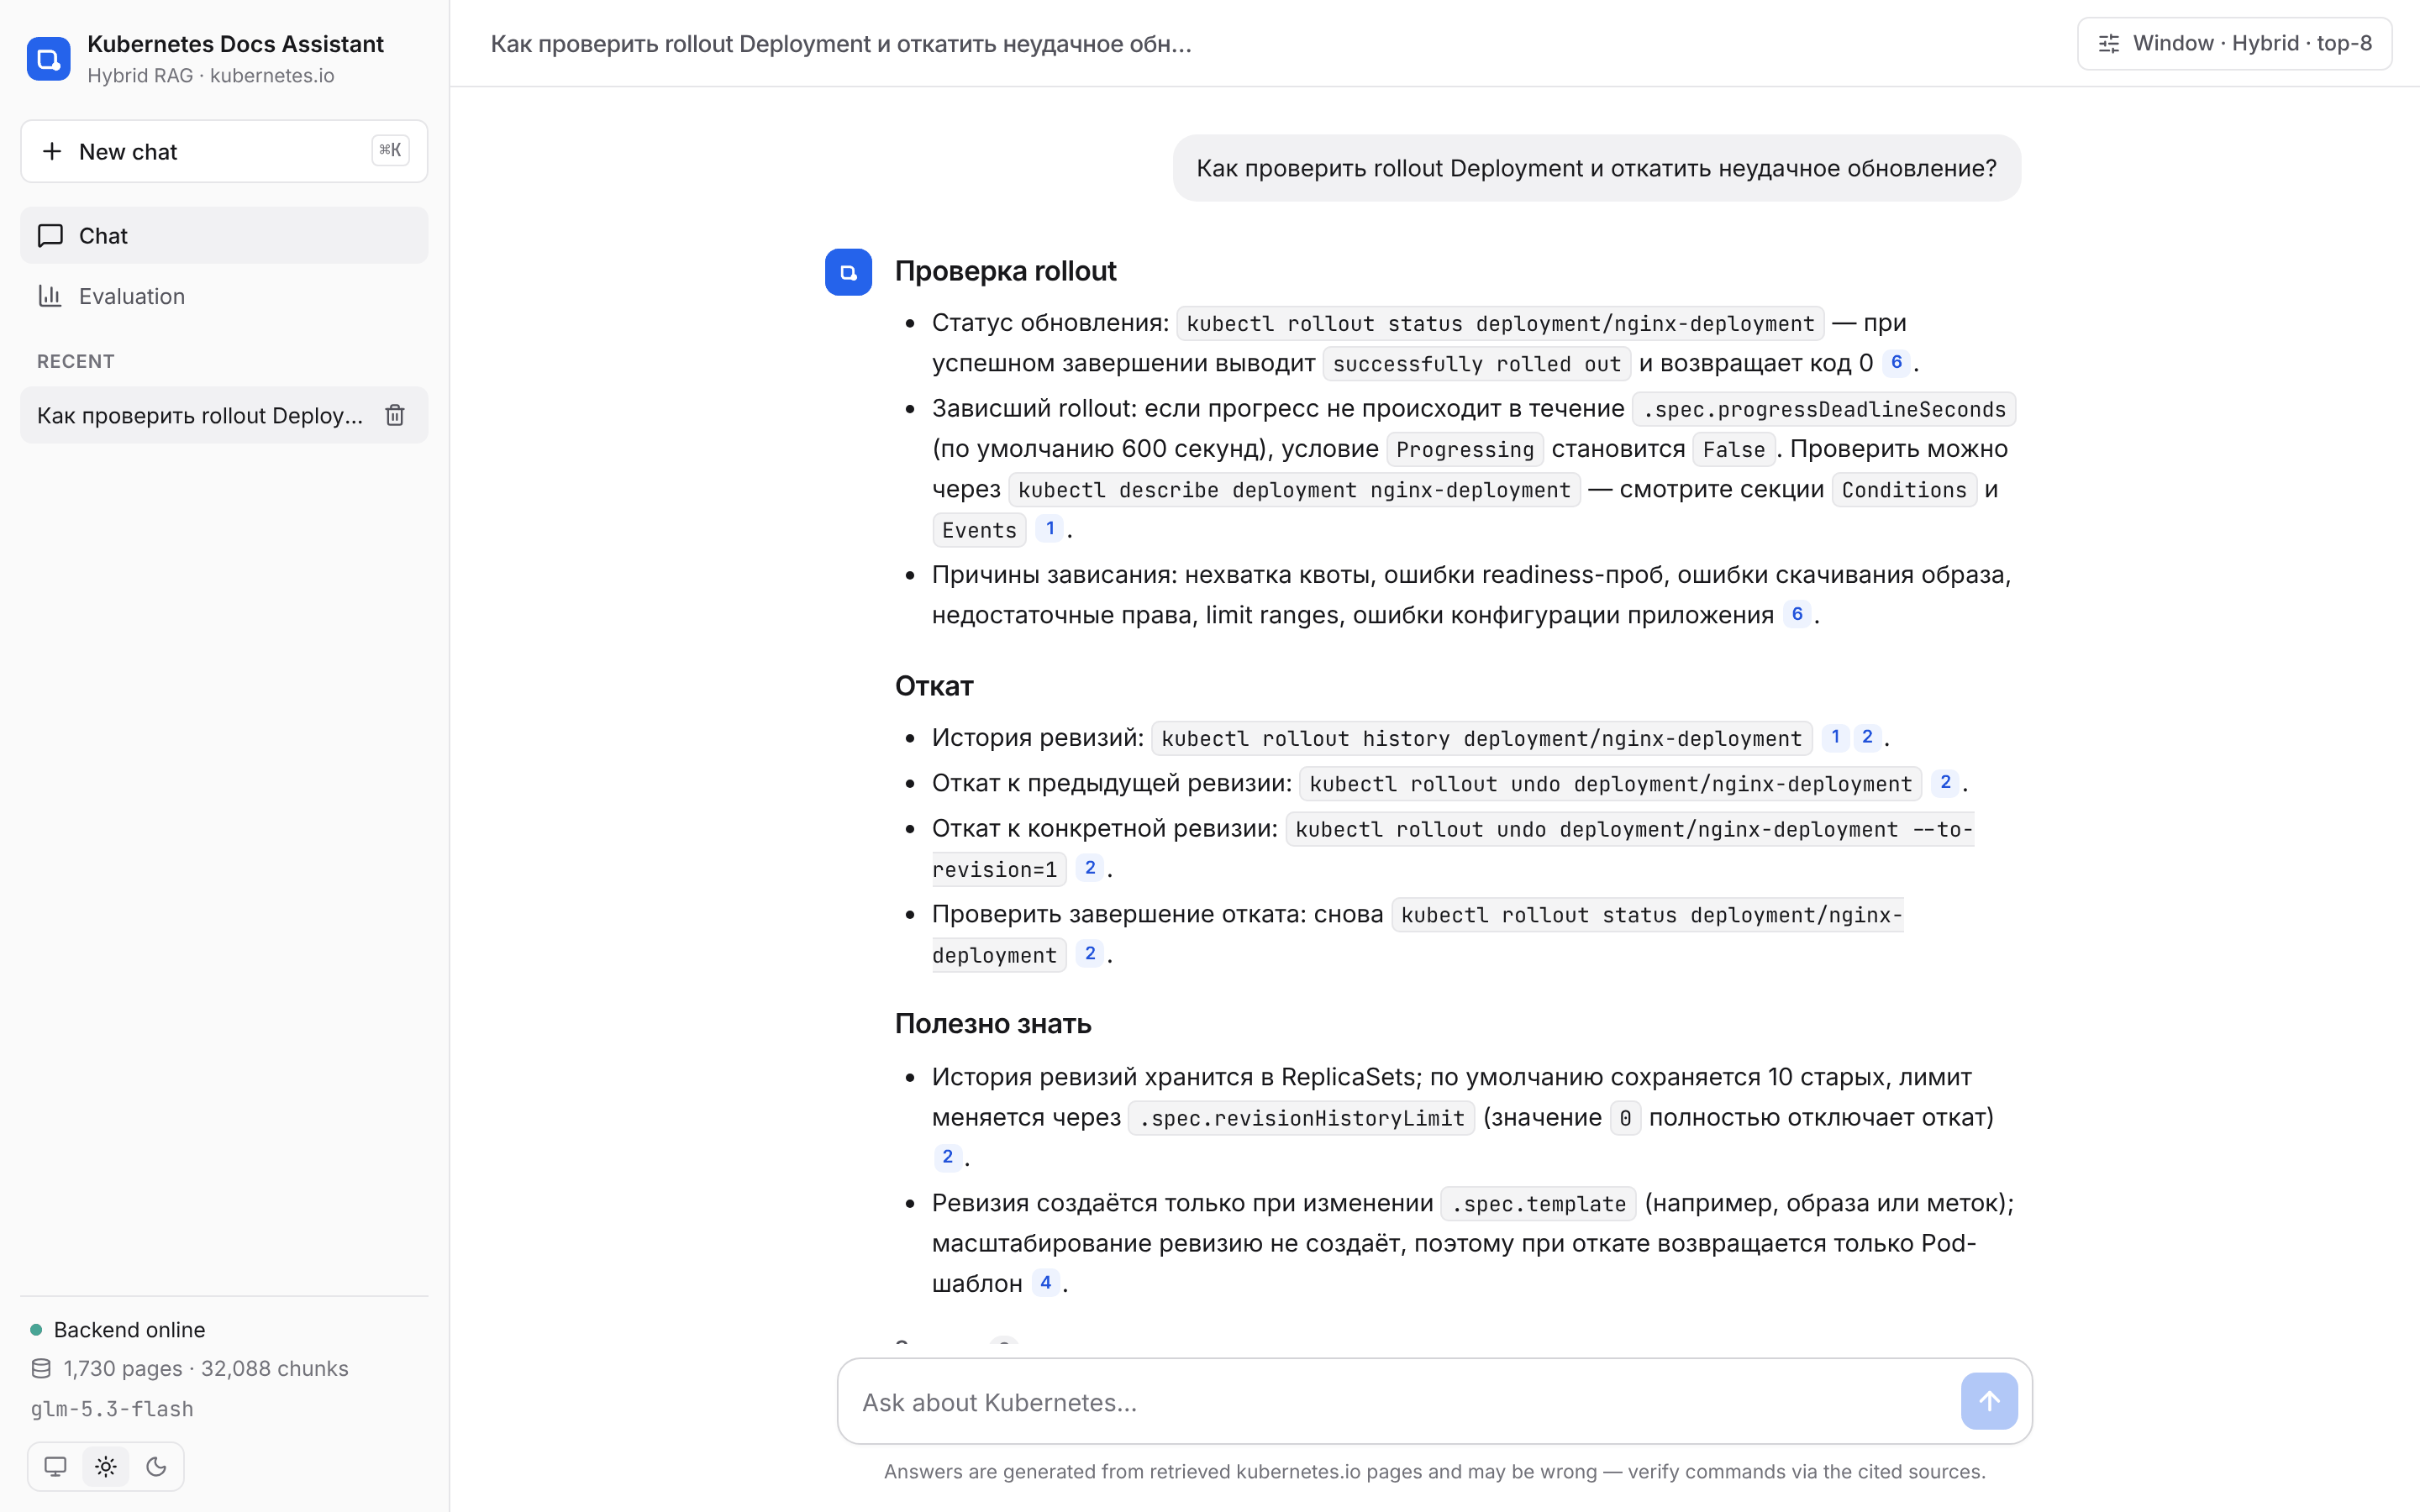 Kubernetes Docs Assistant
Hybrid RAG · kubernetes.io
New chat
⌘K
Chat
Evaluation
RECENT
Как проверить rollout Deploy...
Backend online
1,730 pages · 32,088 chunks
glm-5.3-flash
Как проверить rollout Deployment и откатить неудачное обн...
Window · Hybrid · top-8
Как проверить rollout Deployment и откатить неудачное обновление?
Проверка rollout
Статус обновления: kubectl rollout status deployment/nginx-deployment — при
успешном завершении выводит successfully rolled out и возвращает код 0 6.
Зависший rollout: если прогресс не происходит в течение .spec.progressDeadlineSeconds
(по умолчанию 600 секунд), условие Progressing становится False. Проверить можно
через kubectl describe deployment nginx-deployment — смотрите секции Conditions и
Events 1.
Причины зависания: нехватка квоты, ошибки readiness-проб, ошибки скачивания образа,
недостаточные права, limit ranges, ошибки конфигурации приложения 6.
Откат
История ревизий: kubectl rollout history deployment/nginx-deployment 1 2.
Откат к предыдущей ревизии: kubectl rollout undo deployment/nginx-deployment 2.
Откат к конкретной ревизии: kubectl rollout undo deployment/nginx-deployment --to-
revision=1 2.
Проверить завершение отката: снова kubectl rollout status deployment/nginx-
deployment 2.
Полезно знать
История ревизий хранится в ReplicaSets; по умолчанию сохраняется 10 старых, лимит
меняется через .spec.revisionHistoryLimit (значение 0 полностью отключает откат)
2.
Ревизия создаётся только при изменении .spec.template (например, образа или меток);
масштабирование ревизию не создаёт, поэтому при откате возвращается только Pod-
шаблон 4.
Ask about Kubernetes...
Answers are generated from retrieved kubernetes.io pages and may be wrong — verify commands via the cited sources.